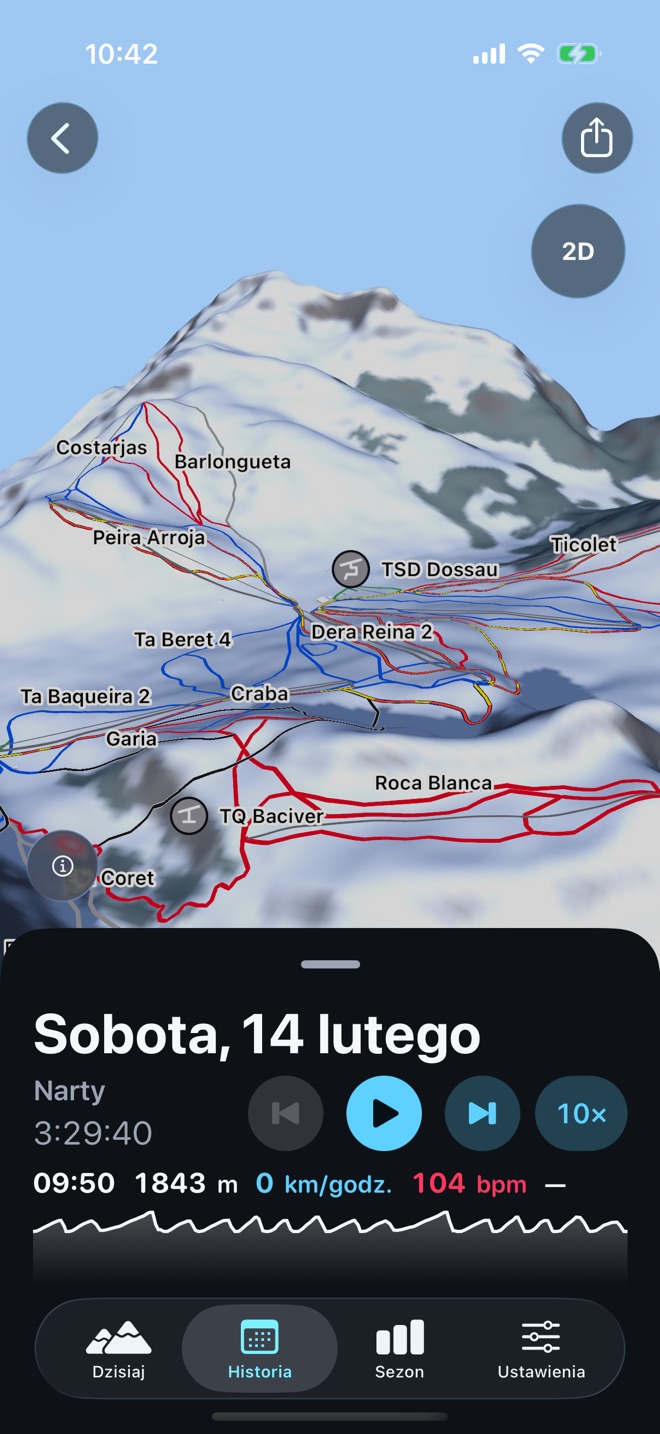 10:42
2D
Costarjas
Barlongueta
Peira Arroja
Ticolet
TSD Dossau
Ta Beret 4
Dera Reina 2
Ta Baqueira 2
Craba
Garia
Roca Blanca
TQ Baciver
Coret
Sobota, 14 lutego
Narty
3:29:40
10×
09:50 1843 m 0 km/godz. 104 bpm —
Dzisiaj Historia Sezon Ustawienia